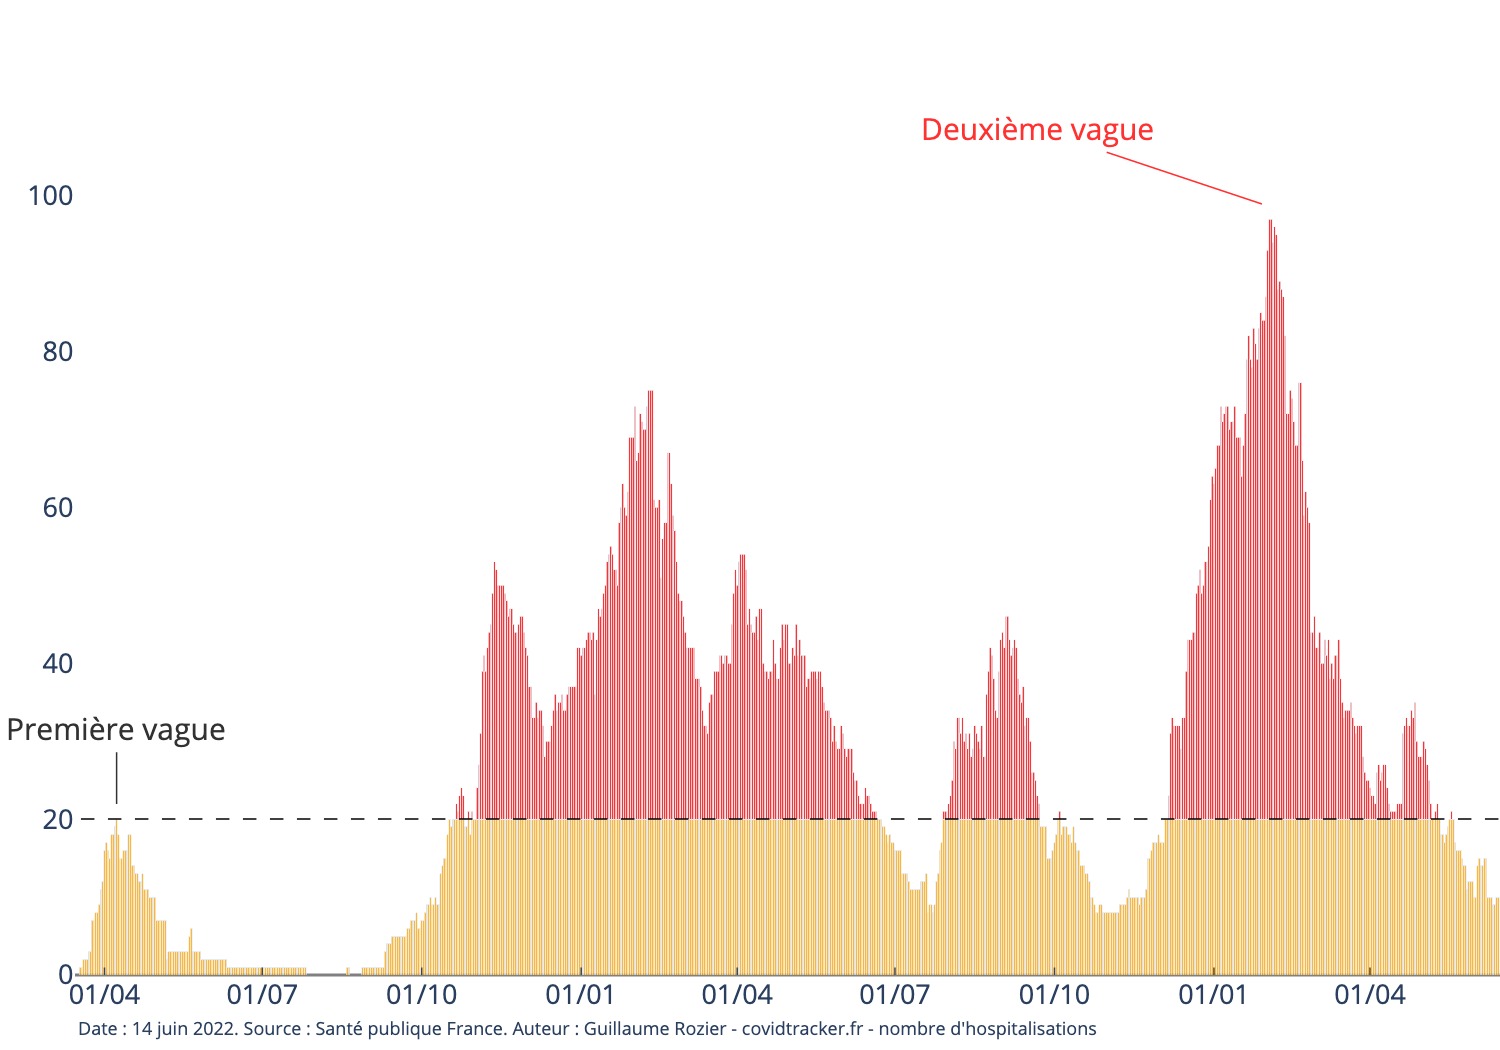 Deuxième vague
100
80
60
40
Première vague
20
0
01/04 01/07 01/10 01/01 01/04 01/07 01/10 01/01 01/04
Date : 14 juin 2022. Source : Santé publique France. Auteur : Guillaume Rozier - covidtracker.fr - nombre d'hospitalisations